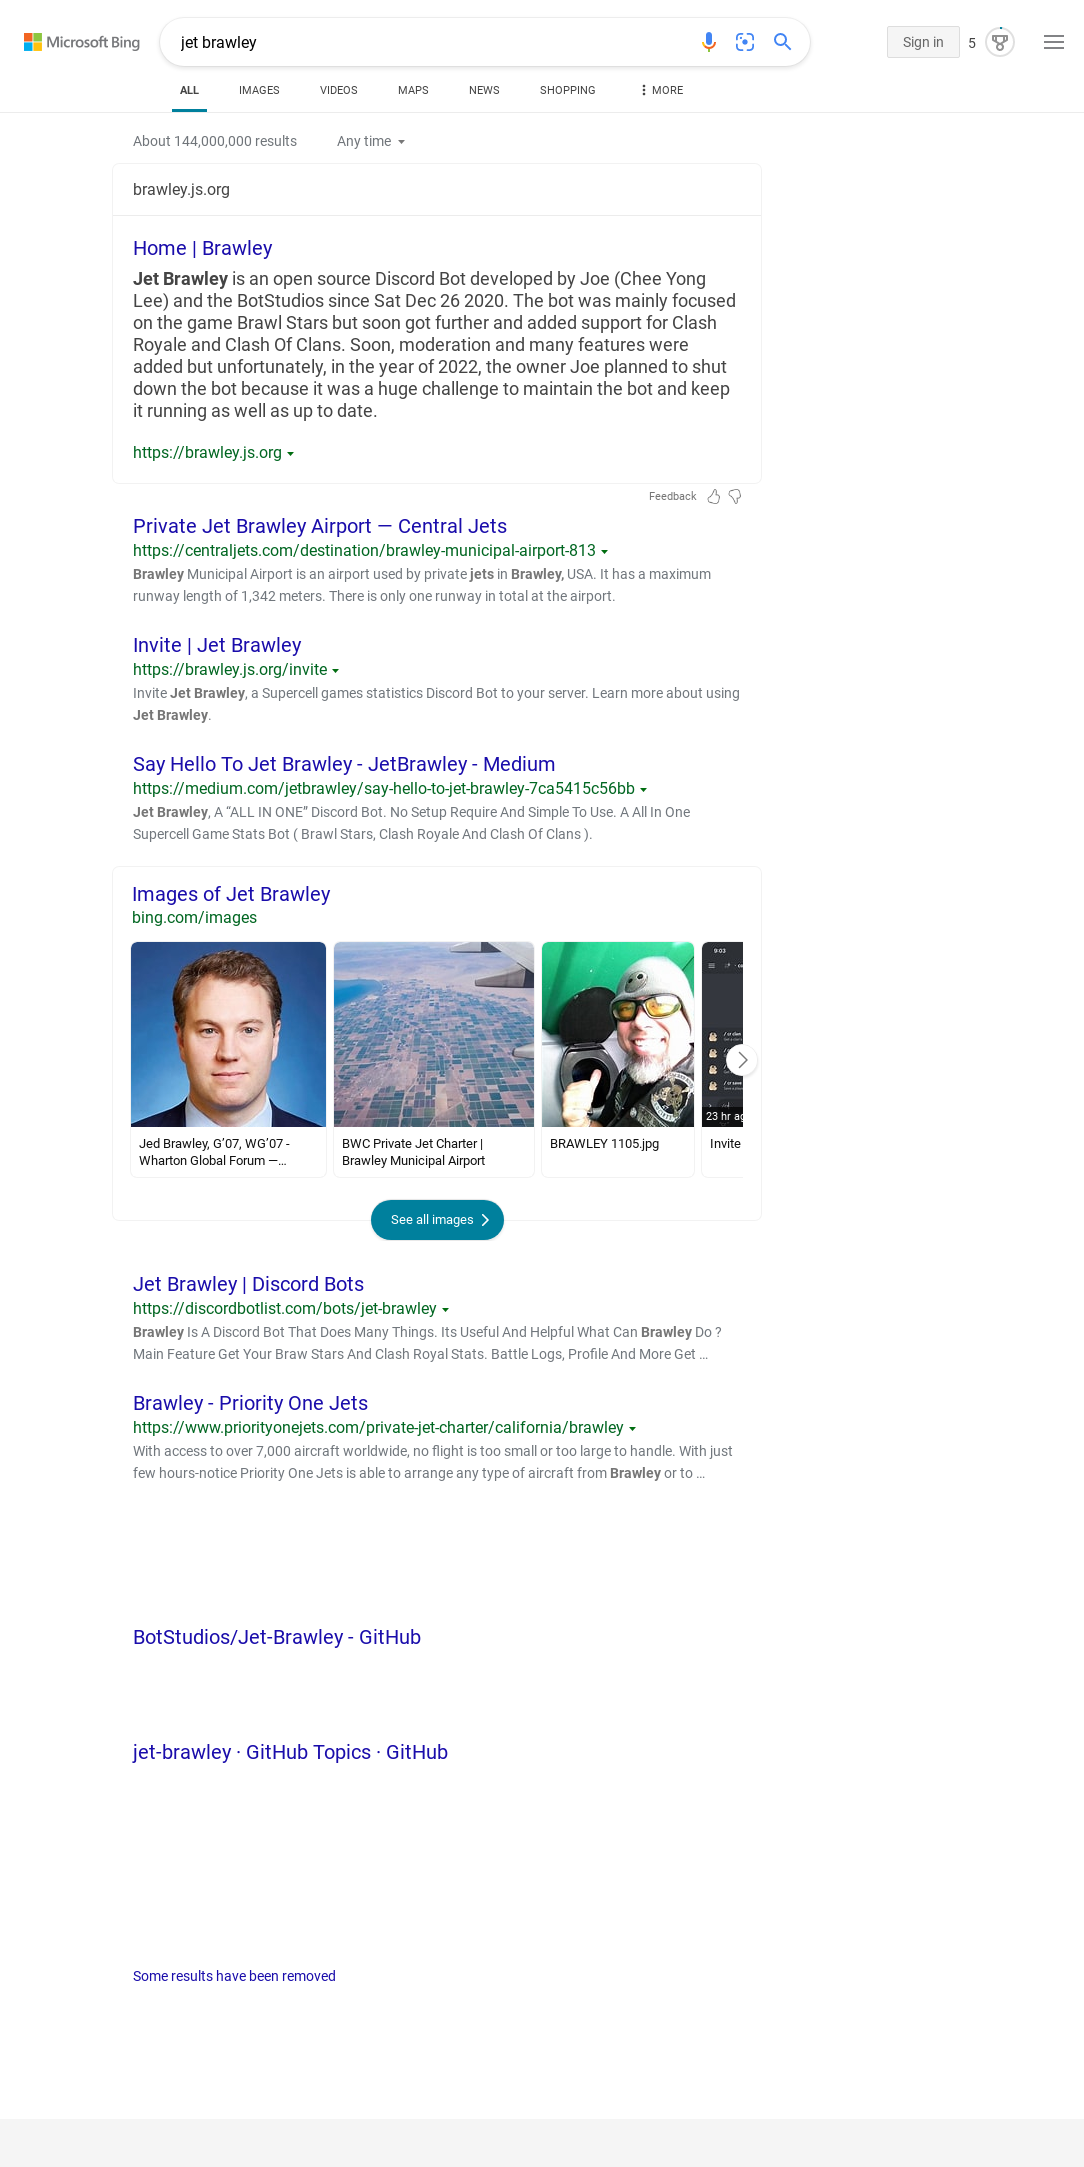 Microsoft Bing
jet brawley
Sign in
5
ALL
IMAGES
VIDEOS
MAPS
NEWS
SHOPPING
MORE
About 144,000,000 results
Any time
brawley.js.org
Home | Brawley
Jet Brawley is an open source Discord Bot developed by Joe (Chee Yong
Lee) and the BotStudios since Sat Dec 26 2020. The bot was mainly focused
on the game Brawl Stars but soon got further and added support for Clash
Royale and Clash Of Clans. Soon, moderation and many features were
added but unfortunately, in the year of 2022, the owner Joe planned to shut
down the bot because it was a huge challenge to maintain the bot and keep
it running as well as up to date.
https://brawley.js.org
Feedback
Private Jet Brawley Airport — Central Jets
https://centraljets.com/destination/brawley-municipal-airport-813
Brawley Municipal Airport is an airport used by private jets in Brawley, USA. It has a maximum
runway length of 1,342 meters. There is only one runway in total at the airport.
Invite | Jet Brawley
https://brawley.js.org/invite
Invite Jet Brawley, a Supercell games statistics Discord Bot to your server. Learn more about using
Jet Brawley.
Say Hello To Jet Brawley - JetBrawley - Medium
https://medium.com/jetbrawley/say-hello-to-jet-brawley-7ca5415c56bb
Jet Brawley, A “ALL IN ONE” Discord Bot. No Setup Require And Simple To Use. A All In One
Supercell Game Stats Bot ( Brawl Stars, Clash Royale And Clash Of Clans ).
Images of Jet Brawley
bing.com/images
9:03
23 hr ag
Jed Brawley, G’07, WG’07 -
Wharton Global Forum —…
BWC Private Jet Charter |
Brawley Municipal Airport
BRAWLEY 1105.jpg
Invite
See all images
Jet Brawley | Discord Bots
https://discordbotlist.com/bots/jet-brawley
Brawley Is A Discord Bot That Does Many Things. Its Useful And Helpful What Can Brawley Do ?
Main Feature Get Your Braw Stars And Clash Royal Stats. Battle Logs, Profile And More Get …
Brawley - Priority One Jets
https://www.priorityonejets.com/private-jet-charter/california/brawley
With access to over 7,000 aircraft worldwide, no flight is too small or too large to handle. With just
few hours-notice Priority One Jets is able to arrange any type of aircraft from Brawley or to …
BotStudios/Jet-Brawley - GitHub
jet-brawley · GitHub Topics · GitHub
Some results have been removed